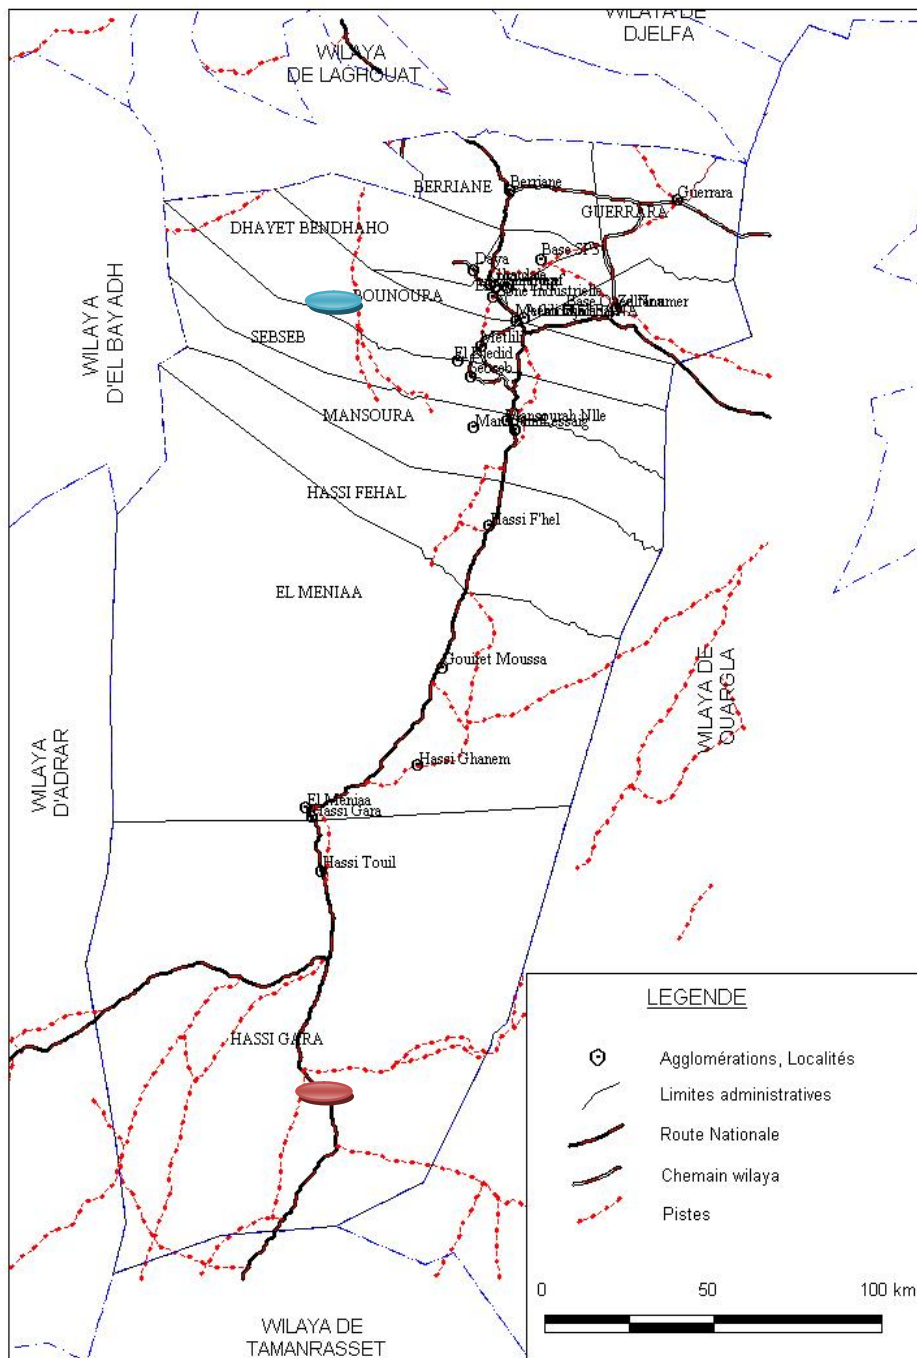 WILAYA DE
DJELFA
WILAYA
DE LAGHOUAT
BERRIANE
Berriane
Guerrara
GUERRARA
DHAYET BENDHAHO
Base SP3
Daya
Zone Industrielle
BOUNOURA
WILAYA
D'EL BAYADH
SEBSEB
Metlili
El Djedid
Sebseb
MANSOURA
Mansourah Nlle
HASSI FEHAL
Hassi F'hel
EL MENIAA
Gouiret Moussa
WILAYA DE
OUARGLA
WILAYA
D'ADRAR
Hassi Ghanem
El Meniaa
Hassi Gara
Hassi Touil
HASSI GARA
LEGENDE
Agglomérations, Localités
Limites administratives
Route Nationale
Chemain wilaya
Pistes
0 50 100 km
WILAYA DE
TAMANRASSET